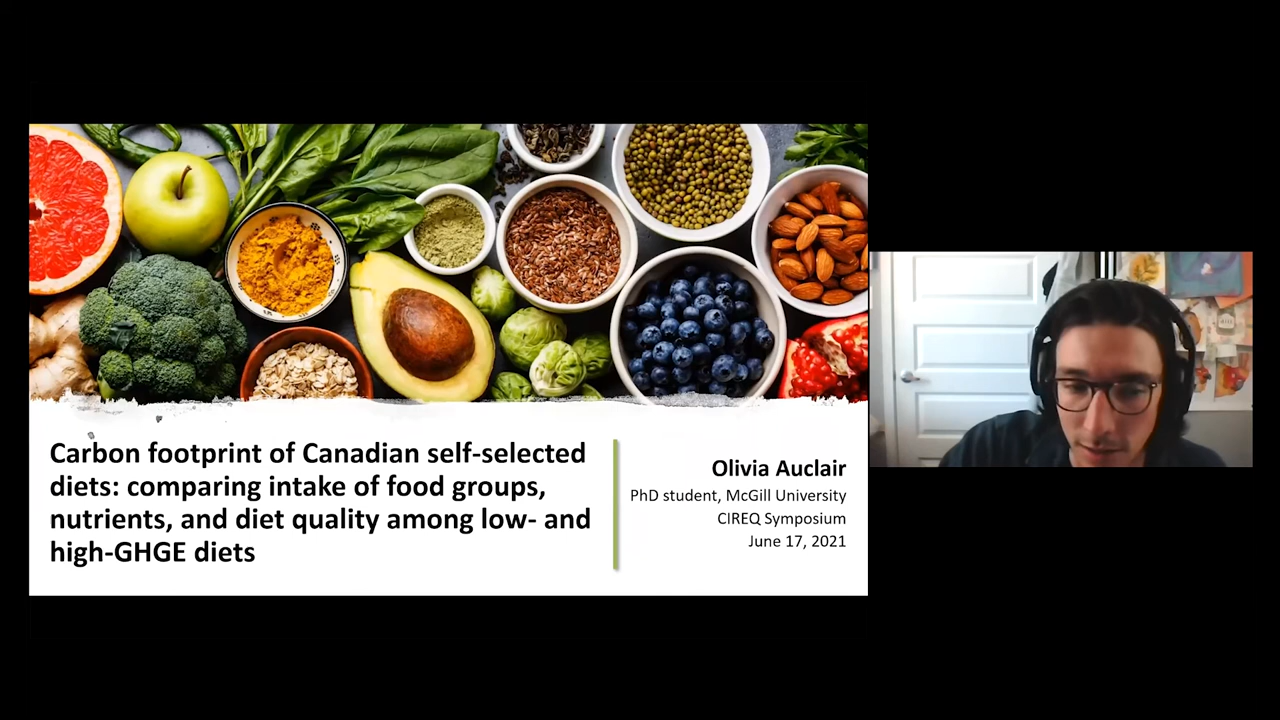 Carbon footprint of Canadian self-selected
diets: comparing intake of food groups,
nutrients, and diet quality among low- and
high-GHGE diets
Olivia Auclair
PhD student, McGill University
CIREQ Symposium
June 17, 2021